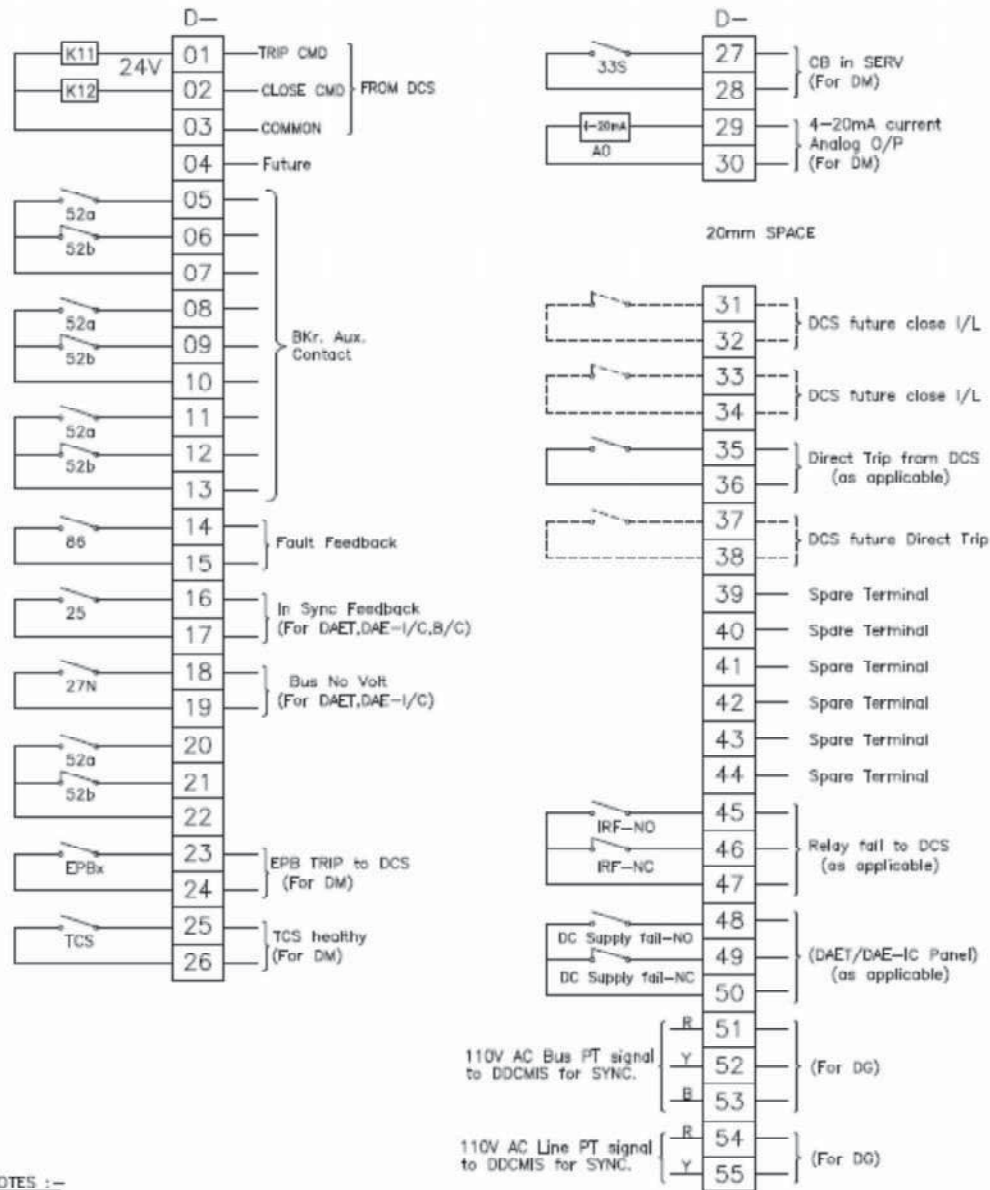 D–
K11
24V
01
TRIP CMD
K12
02
CLOSE CMD
FROM DCS
03
COMMON
04
Future
05
52a
06
52b
07
08
52a
09
52b
10
BKr. Aux.
Contact
11
52a
12
52b
13
14
86
15
Fault Feedback
16
25
17
In Sync Feedback
(For DAET,DAE–I/C,B/C)
18
27N
19
Bus No Volt
(For DAET,DAE–I/C)
20
52a
21
52b
22
23
EPBx
24
EPB TRIP to DCS
(For DM)
25
TCS
26
TCS healthy
(For DM)
D–
27
33S
28
CB in SERV
(For DM)
29
4–20mA
AO
30
4–20mA current
Analog O/P
(For DM)
20mm SPACE
31
32
DCS future close I/L
33
34
DCS future close I/L
35
36
Direct Trip from DCS
(as applicable)
37
38
DCS future Direct Trip
39 Spare Terminal
40 Spare Terminal
41 Spare Terminal
42 Spare Terminal
43 Spare Terminal
44 Spare Terminal
45
IRF–NO
46
IRF–NC
47
Relay fail to DCS
(as applicable)
48
DC Supply fail–NO
49
DC Supply fail–NC
50
(DAET/DAE–IC Panel)
(as applicable)
110V AC Bus PT signal
to DDCMIS for SYNC.
R 51
Y 52
B 53
(For DG)
110V AC Line PT signal
to DDCMIS for SYNC.
R 54
Y 55
(For DG)
OTES :–